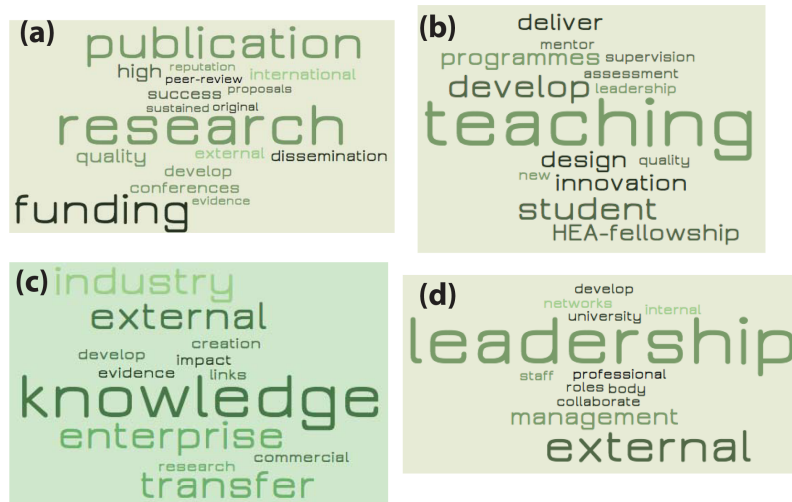 (a)
publication
high reputation
peer-review international
success proposals
sustained original
research
quality external dissemination
develop
conferences
funding evidence
(b)
deliver
mentor
programmes supervision
assessment
develop leadership
teaching
design quality
new innovation
student
HEA-fellowship
(c)
industry
external
creation
develop impact
evidence links
knowledge
enterprise
commercial
research
transfer
(d)
develop
networks internal
university
leadership
staff professional
roles body
collaborate
management
external